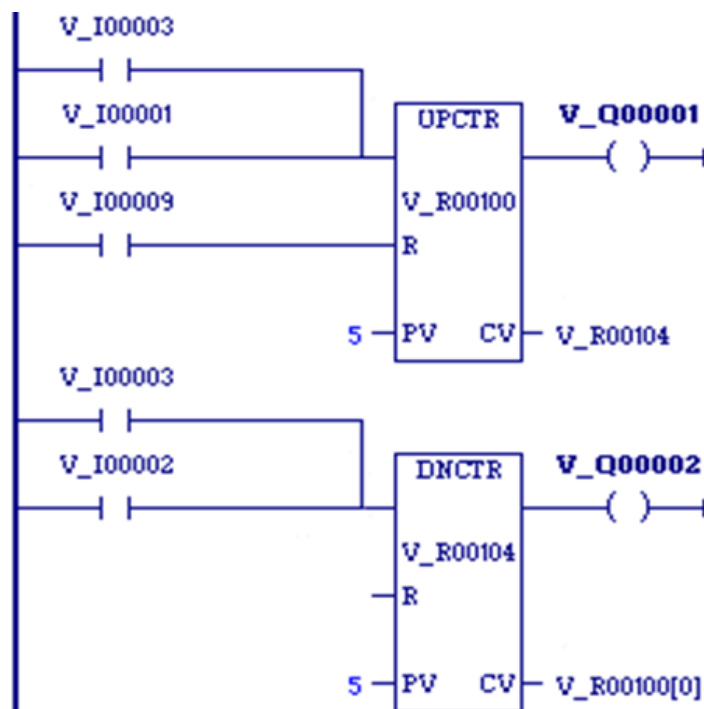 V_I00003
V_I00001 UPCTR V_Q00001
V_I00009 V_R00100
R
5 PV CV V_R00104
V_I00003
V_I00002 DNCTR V_Q00002
V_R00104
R
5 PV CV V_R00100[0]